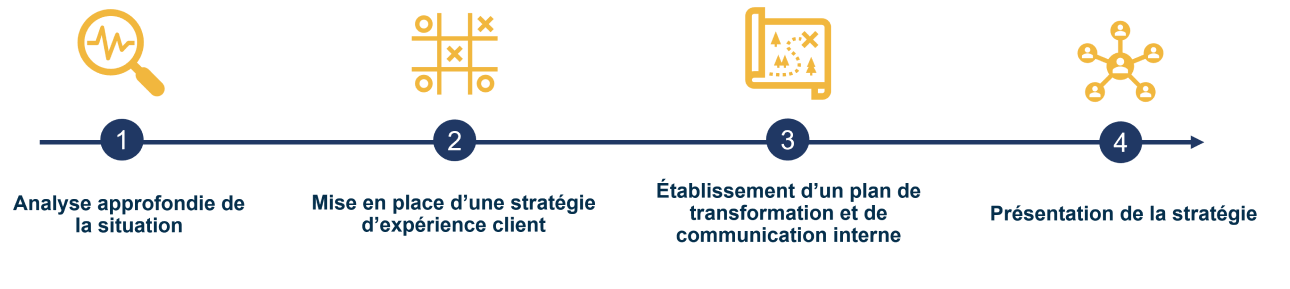 1
2
3
4
Analyse approfondie de
la situation
Mise en place d’une stratégie
d’expérience client
Établissement d’un plan de
transformation et de
communication interne
Présentation de la stratégie